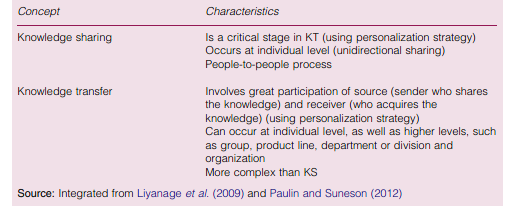 Concept Characteristics
Knowledge sharing Is a critical stage in KT (using personalization strategy)
Occurs at individual level (unidirectional sharing)
People-to-people process
Knowledge transfer Involves great participation of source (sender who shares
the knowledge) and receiver (who acquires the
knowledge) (using personalization strategy)
Can occur at individual level, as well as higher levels, such
as group, product line, department or division and
organization
More complex than KS
Source: Integrated from Liyanage et al. (2009) and Paulin and Suneson (2012)